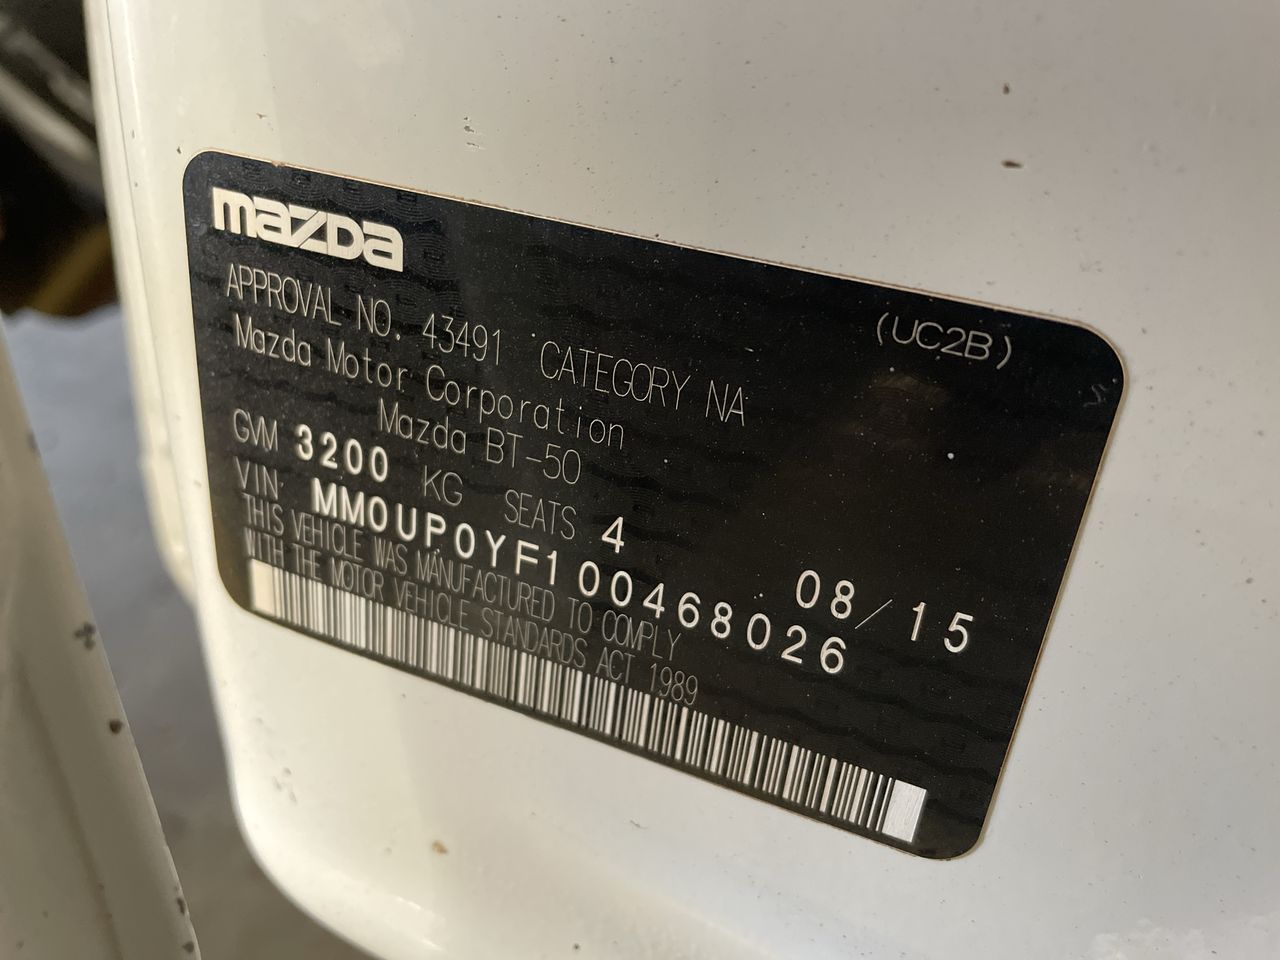 mazda
(UC2B)
APPROVAL NO. 43491 CATEGORY NA
Mazda Motor Corporation
Mazda BT-50
GVM 3200 KG SEATS 4 08/15
VIN: MM0UP0YF100468026
THIS VEHICLE WAS MANUFACTURED TO COMPLY
WITH THE MOTOR VEHICLE STANDARDS ACT 1989